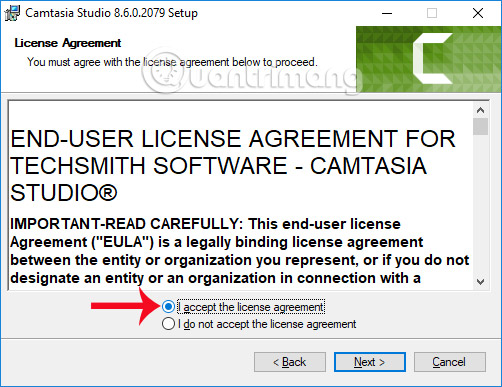 Camtasia Studio 8.6.0.2079 Setup
License Agreement
You must agree with the license agreement below to proceed.
@uantrimang
END-USER LICENSE AGREEMENT FOR
TECHSMITH SOFTWARE - CAMTASIA
STUDIO®
IMPORTANT-READ CAREFULLY: This end-user license
Agreement ("EULA") is a legally binding license agreement
between the entity or organization you represent, or if you do not
designate an entity or an organization in connection with a
I accept the license agreement
I do not accept the license agreement
< Back
Next >
Cancel